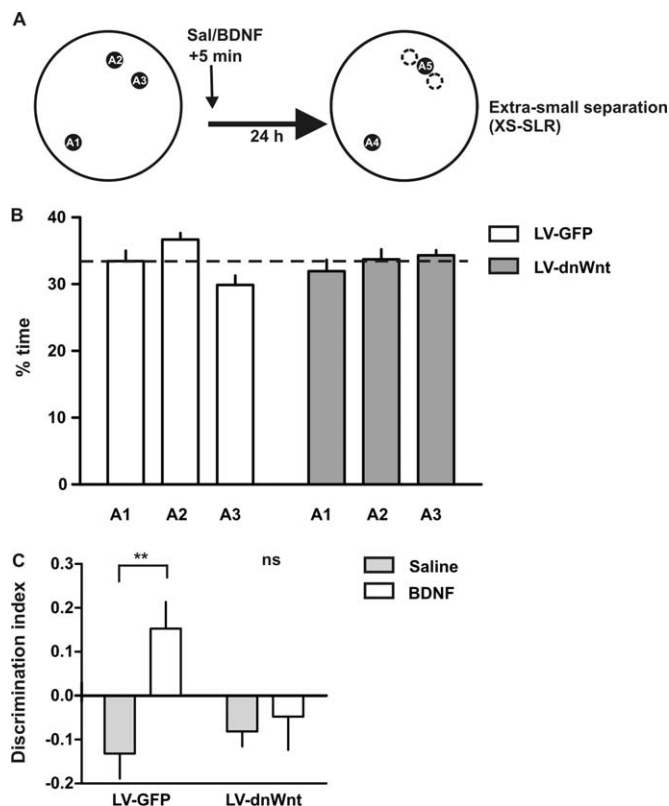 A
Sal/BDNF
+5 min
24 h
A1
A2
A3
A4
A5
Extra-small separation
(XS-SLR)
B
% time
40
30
30
10
0
A1 A2 A3 A1 A2 A3
LV-GFP
LV-dnWnt
C
Discrimination index
0.3
0.2
0.1
0.0
-0.1
-0.2
** ns
LV-GFP LV-dnWnt
Saline
BDNF